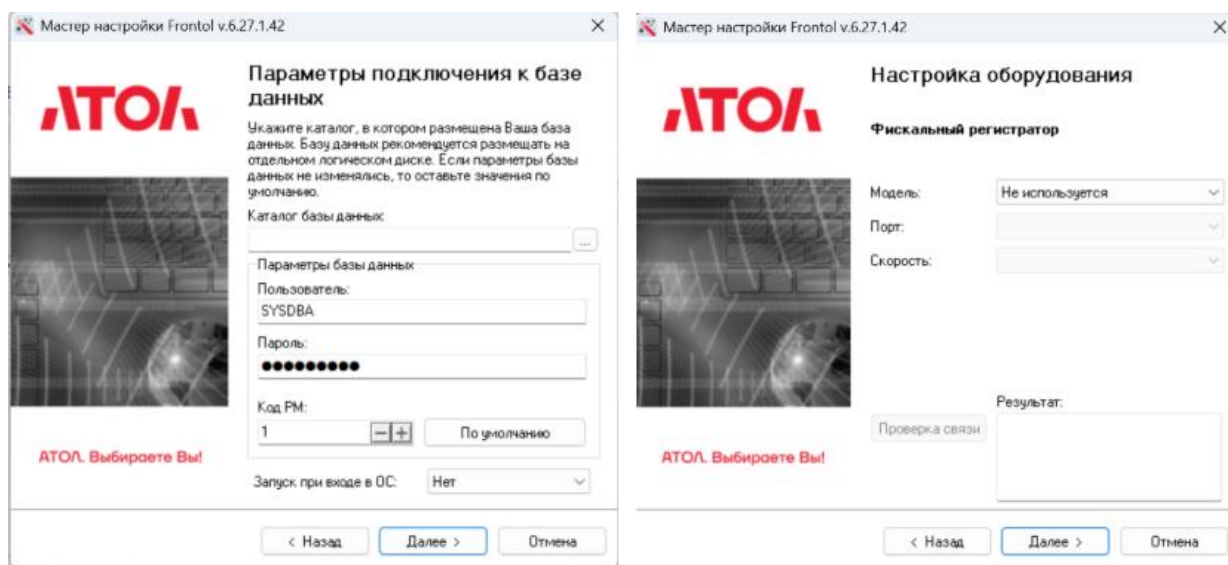 Мастер настройки Frontol v.6.27.1.42
АТОЛ
Параметры подключения к базе
данных
Укажите каталог, в котором размещена Ваша база
данных. Базу данных рекомендуется размещать на
отдельном логическом диске. Если параметры базы
данных не изменялись, то оставьте значения по
умолчанию.
Каталог базы данных:
...
Параметры базы данных
Пользователь:
SYSDBA
Пароль:
●●●●●●●●●
Код РМ:
1
По умолчанию
Запуск при входе в ОС:
Нет
АТОЛ. Выбираете Вы!
< Назад
Далее >
Отмена
Мастер настройки Frontol v.6.27.1.42
АТОЛ
Настройка оборудования
Фискальный регистратор
Модель:
Не используется
Порт:
Скорость:
Проверка связи
Результат:
АТОЛ. Выбираете Вы!
< Назад
Далее >
Отмена